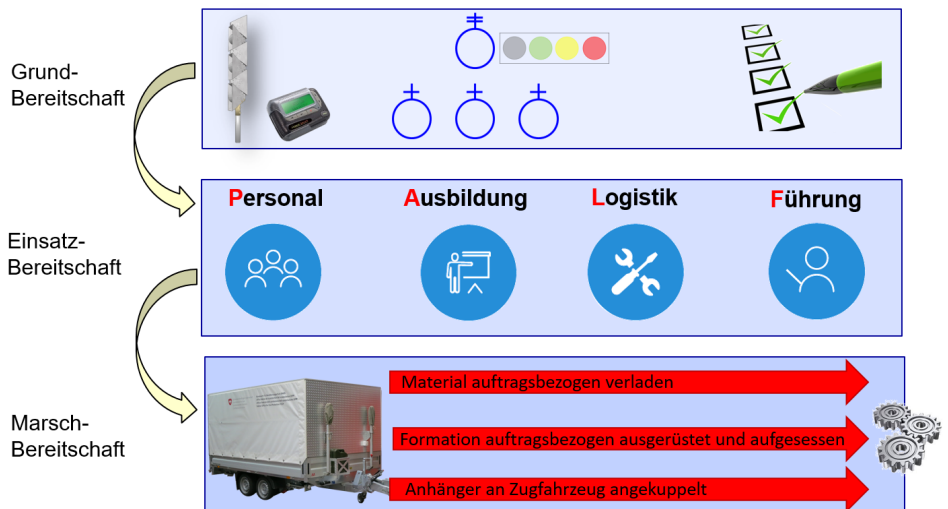 Grund-
Bereitschaft
Personal
Ausbildung
Logistik
Führung
Einsatz-
Bereitschaft
Material auftragsbezogen verladen
Formation auftragsbezogen ausgerüstet und aufgesessen
Anhänger an Zugfahrzeug angekuppelt
Marsch-
Bereitschaft